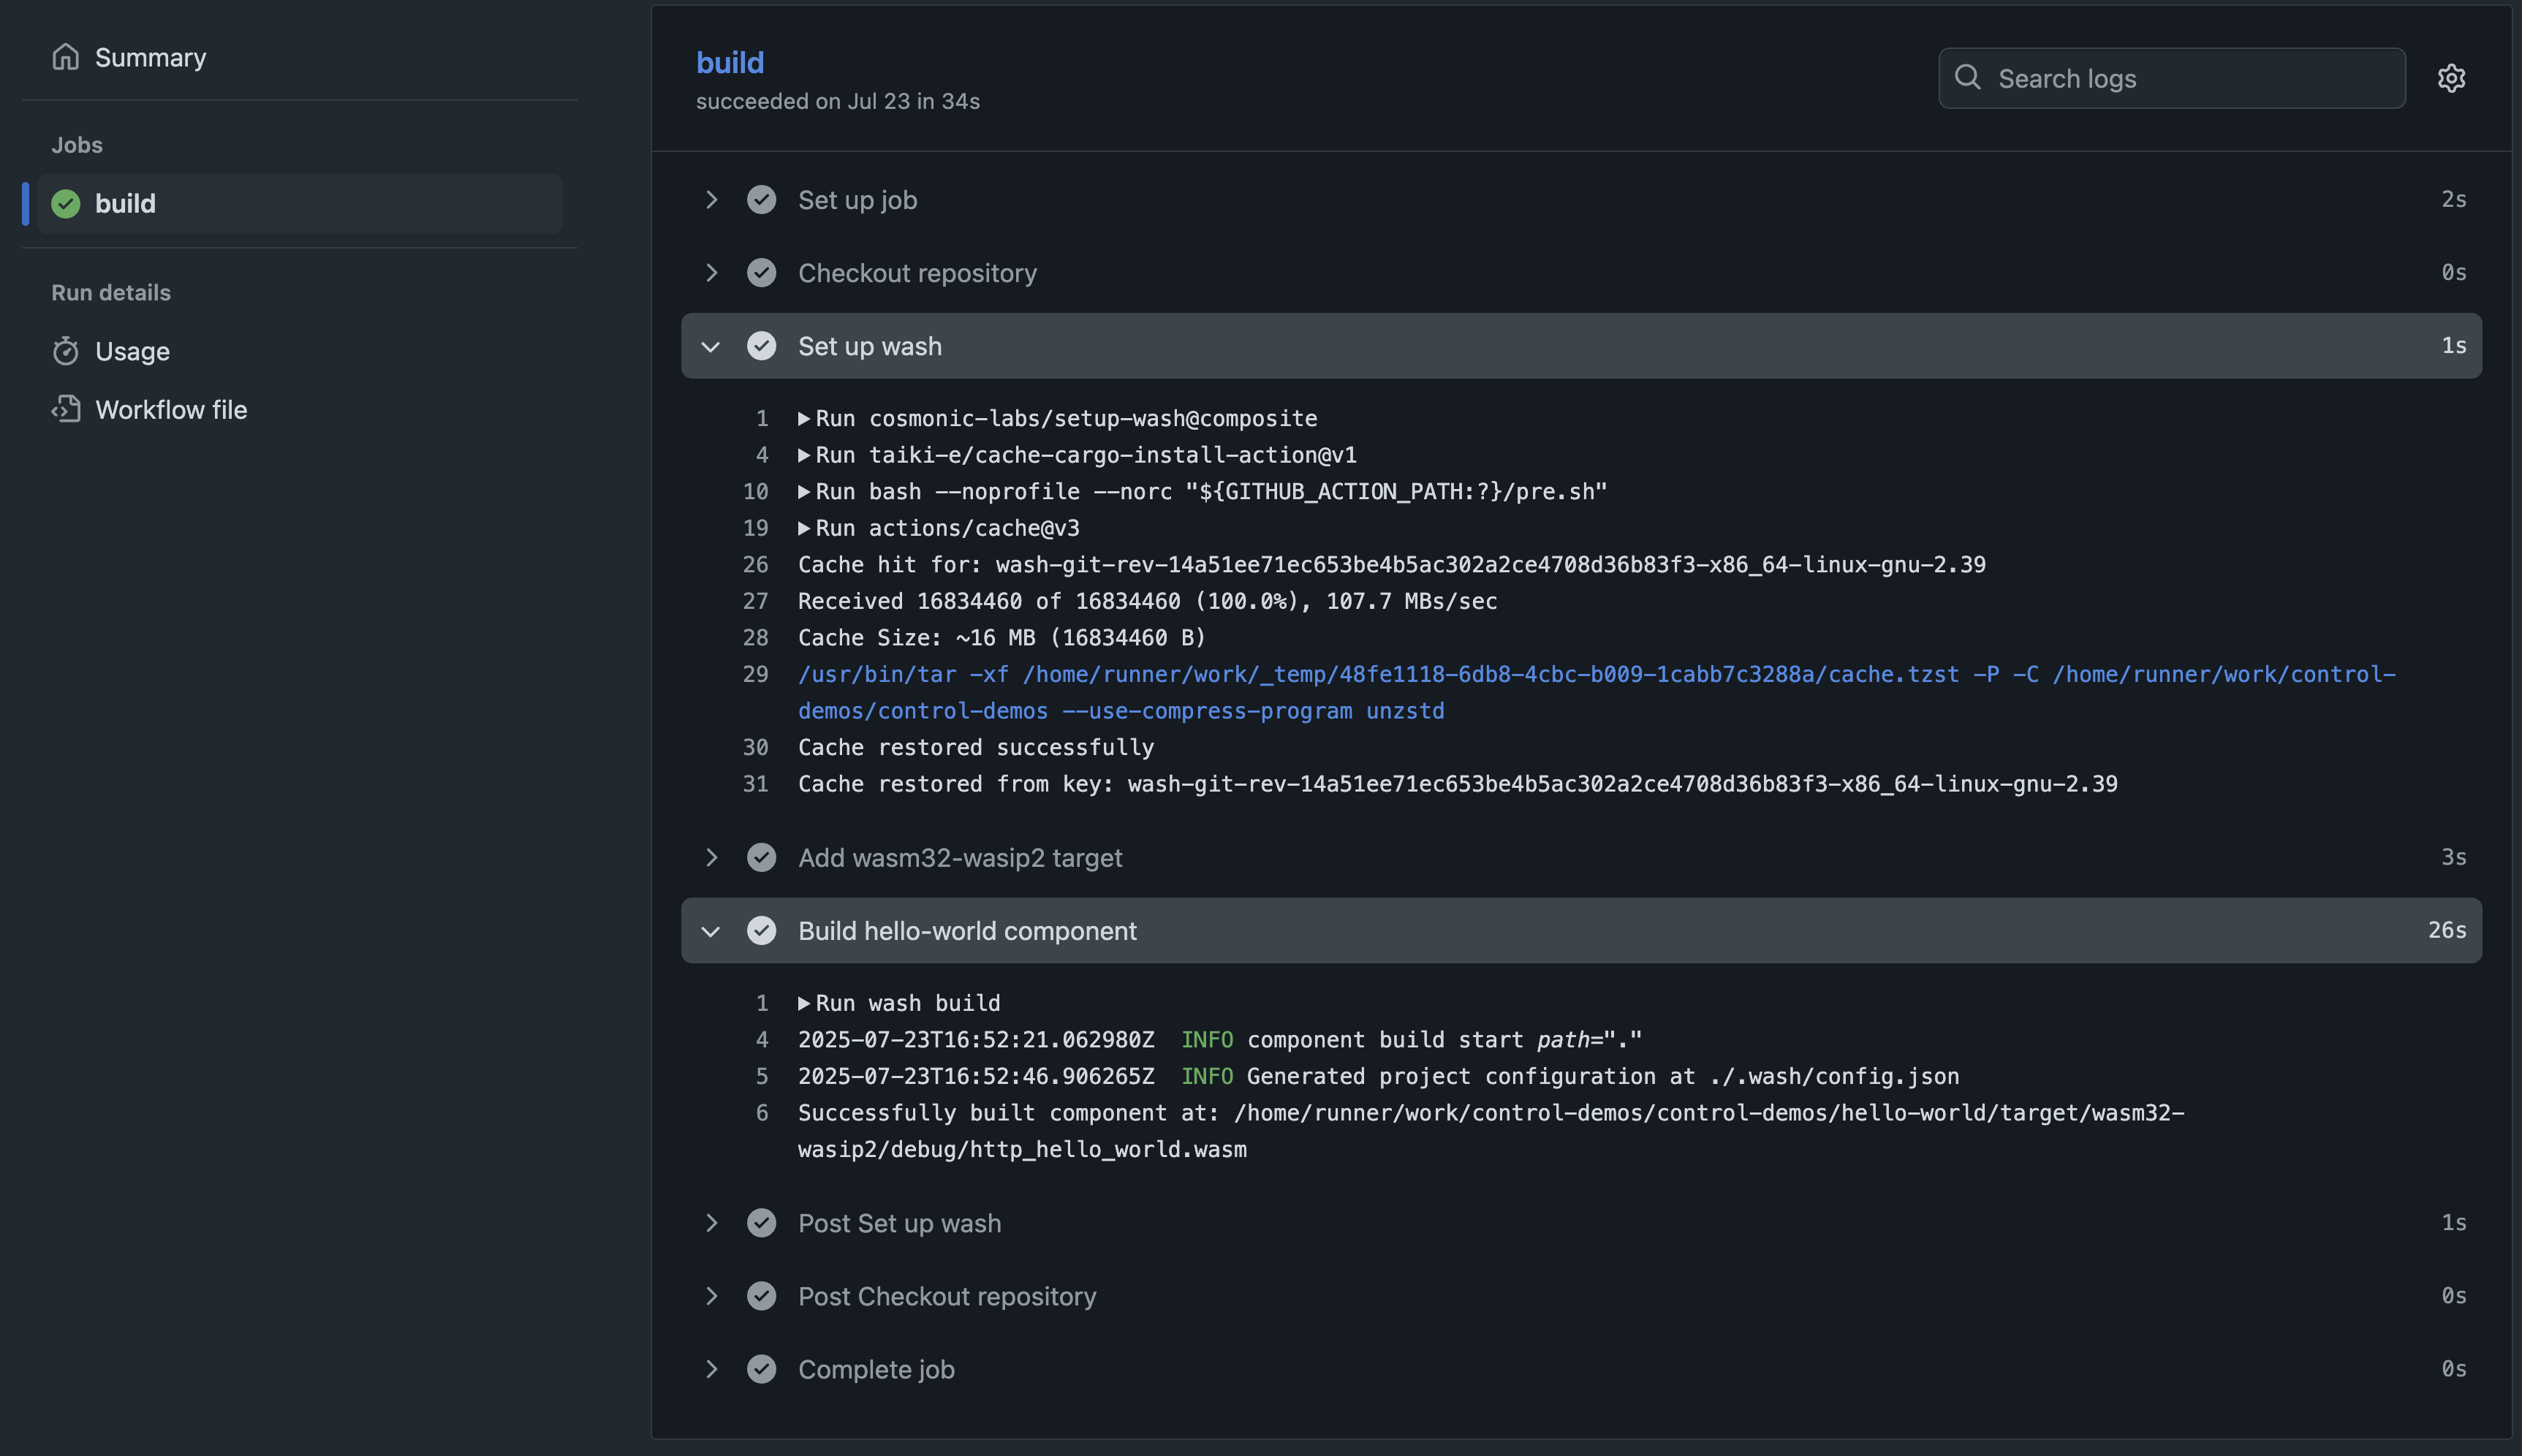 Summary
Jobs
build
Run details
Usage
Workflow file
build
succeeded on Jul 23 in 34s
Search logs
Set up job 2s
Checkout repository 0s
Set up wash 1s
1 Run cosmonic-labs/setup-wash@composite
4 Run taiki-e/cache-cargo-install-action@v1
10 Run bash --noprofile --norc "${GITHUB_ACTION_PATH:?}/pre.sh"
19 Run actions/cache@v3
26 Cache hit for: wash-git-rev-14a51ee71ec653be4b5ac302a2ce4708d36b83f3-x86_64-linux-gnu-2.39
27 Received 16834460 of 16834460 (100.0%), 107.7 MBs/sec
28 Cache Size: ~16 MB (16834460 B)
29 /usr/bin/tar -xf /home/runner/work/_temp/48fe1118-6db8-4cbc-b009-1cabb7c3288a/cache.tzst -P -C /home/runner/work/control-
demos/control-demos --use-compress-program unzstd
30 Cache restored successfully
31 Cache restored from key: wash-git-rev-14a51ee71ec653be4b5ac302a2ce4708d36b83f3-x86_64-linux-gnu-2.39
Add wasm32-wasip2 target 3s
Build hello-world component 26s
1 Run wash build
4 2025-07-23T16:52:21.062980Z INFO component build start path="."
5 2025-07-23T16:52:46.906265Z INFO Generated project configuration at ./.wash/config.json
6 Successfully built component at: /home/runner/work/control-demos/control-demos/hello-world/target/wasm32-
wasip2/debug/http_hello_world.wasm
Post Set up wash 1s
Post Checkout repository 0s
Complete job 0s